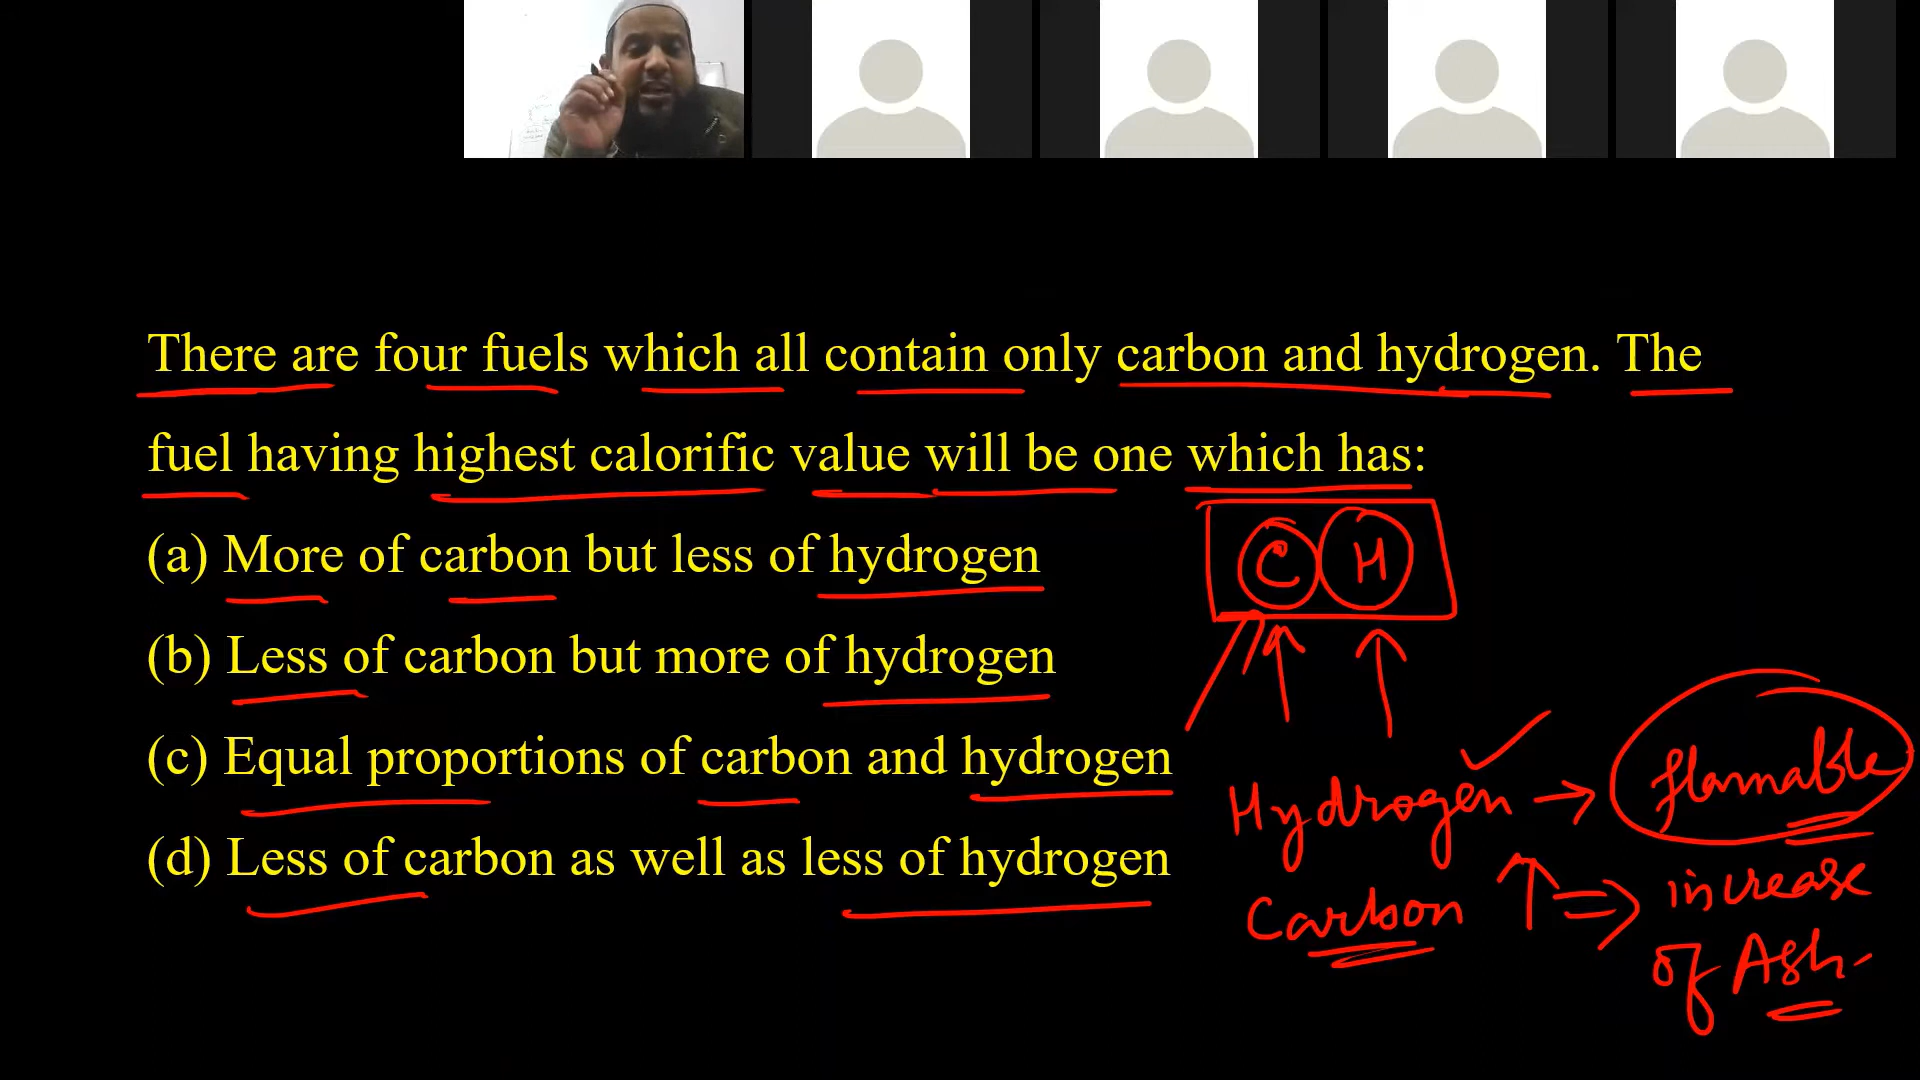 There are four fuels which all contain only carbon and hydrogen. The
fuel having highest calorific value will be one which has:
(a) More of carbon but less of hydrogen
(b) Less of carbon but more of hydrogen
(c) Equal proportions of carbon and hydrogen
(d) Less of carbon as well as less of hydrogen
C H
Hydrogen → flamable
Carbon ↑ ⇒ increase
of Ash.